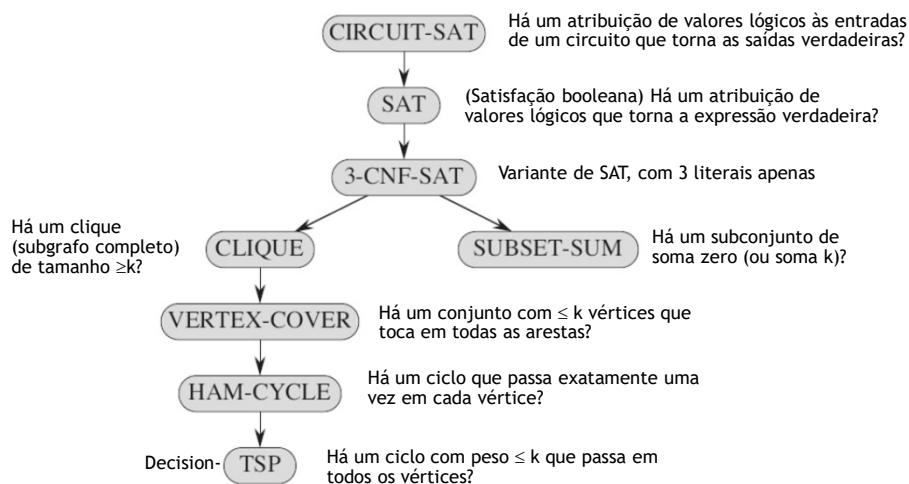 CIRCUIT-SAT
Há um atribuição de valores lógicos às entradas
de um circuito que torna as saídas verdadeiras?
SAT
(Satisfação booleana) Há um atribuição de
valores lógicos que torna a expressão verdadeira?
3-CNF-SAT
Variante de SAT, com 3 literais apenas
Há um clique
(subgrafo completo)
de tamanho ≥k?
CLIQUE
SUBSET-SUM
Há um subconjunto de
soma zero (ou soma k)?
VERTEX-COVER
Há um conjunto com ≤ k vértices que
toca em todas as arestas?
HAM-CYCLE
Há um ciclo que passa exatamente uma
vez em cada vértice?
Decision-
TSP
Há um ciclo com peso ≤ k que passa em
todos os vértices?